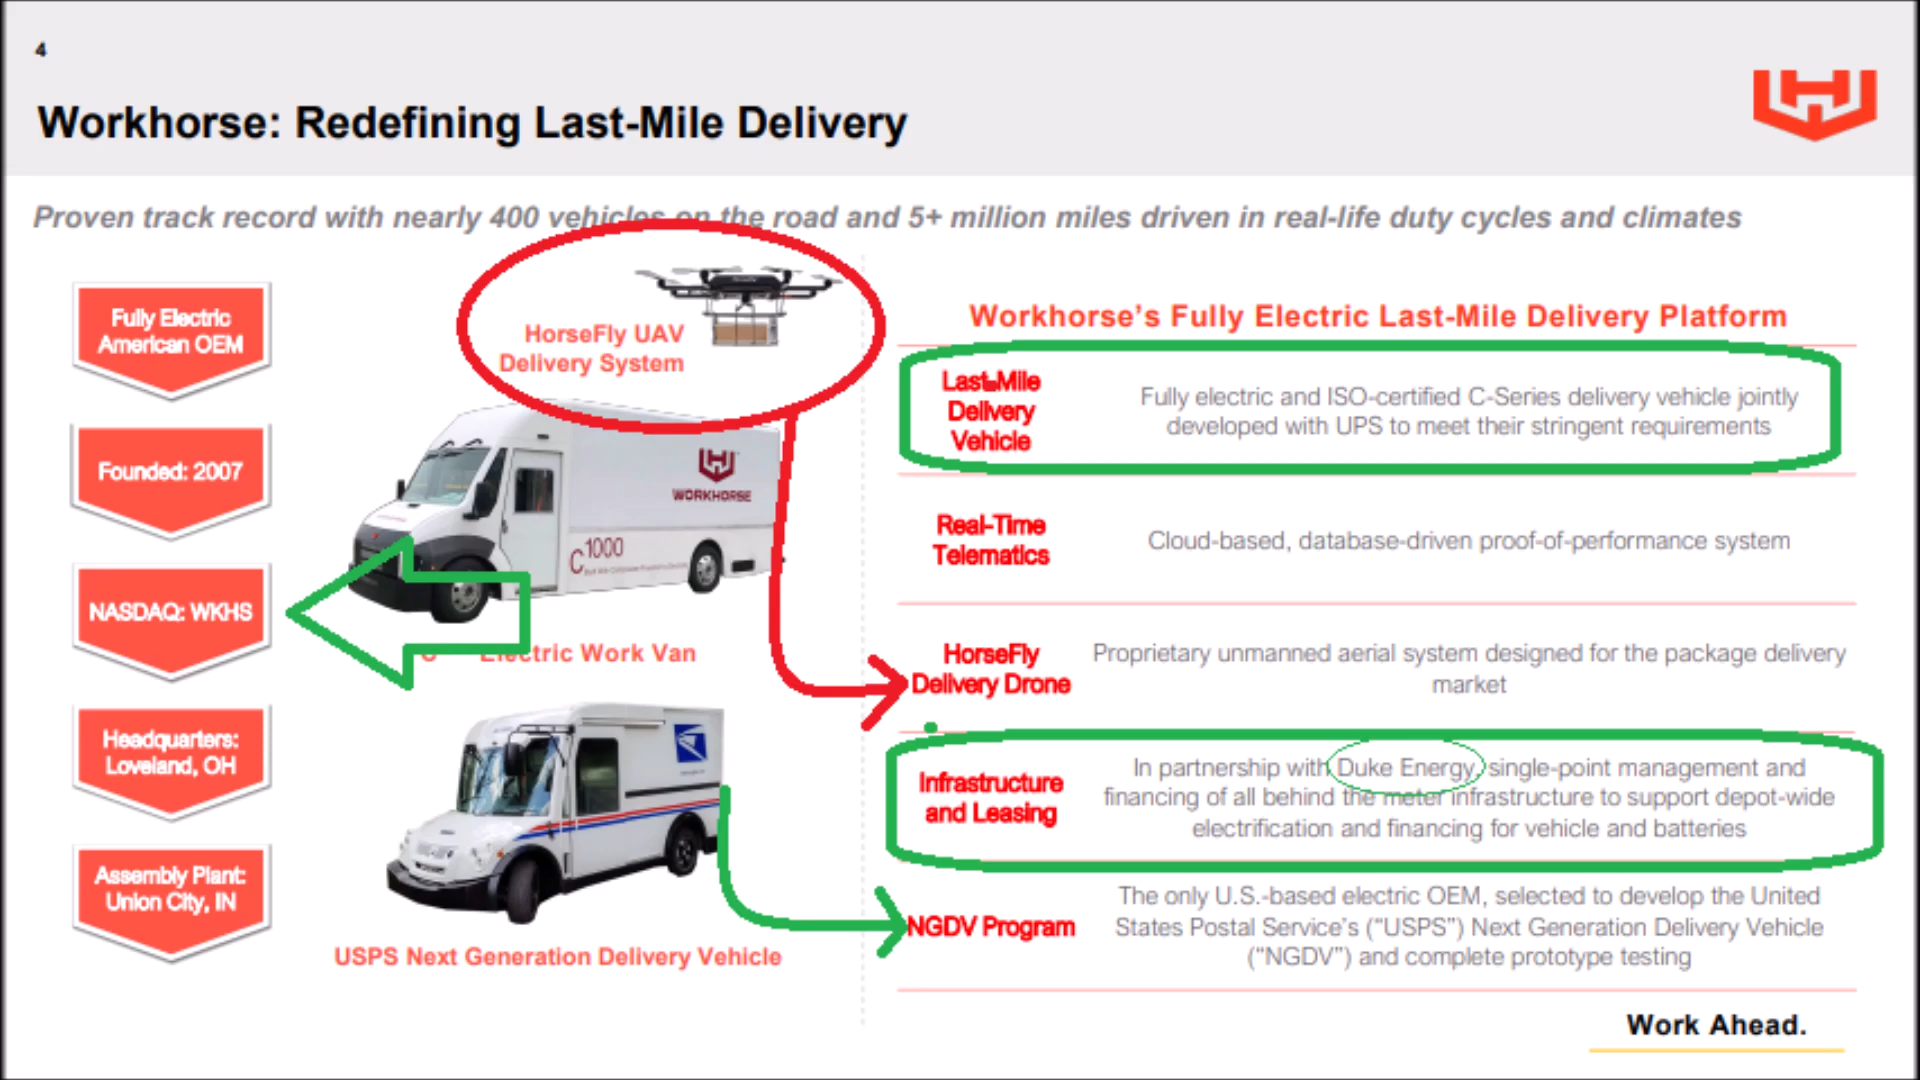 4
Workhorse: Redefining Last-Mile Delivery
Proven track record with nearly 400 vehicles on the road and 5+ million miles driven in real-life duty cycles and climates
Fully Electric
American OEM
Founded: 2007
NASDAQ: WKHS
Headquarters:
Loveland, OH
Assembly Plant:
Union City, IN
HorseFly UAV
Delivery System
WORKHORSE
C1000
Electric Work Van
USPS Next Generation Delivery Vehicle
Workhorse's Fully Electric Last-Mile Delivery Platform
Last-Mile
Delivery
Vehicle
Fully electric and ISO-certified C-Series delivery vehicle jointly
developed with UPS to meet their stringent requirements
Real-Time
Telematics
Cloud-based, database-driven proof-of-performance system
HorseFly
Delivery Drone
Proprietary unmanned aerial system designed for the package delivery
market
Infrastructure
and Leasing
In partnership with Duke Energy, single-point management and
financing of all behind the meter infrastructure to support depot-wide
electrification and financing for vehicle and batteries
NGDV Program
The only U.S.-based electric OEM, selected to develop the United
States Postal Service's ("USPS") Next Generation Delivery Vehicle
("NGDV") and complete prototype testing
Work Ahead.